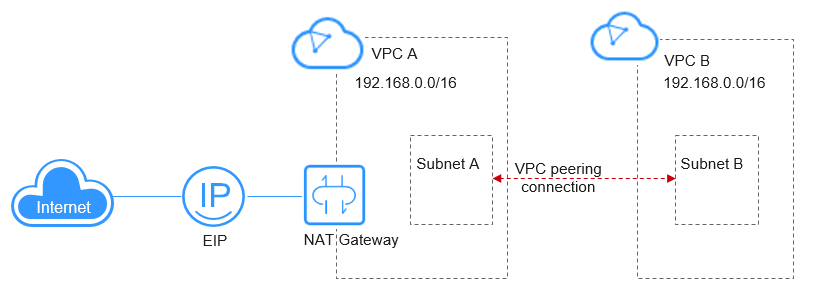 VPC A
192.168.0.0/16
VPC B
192.168.0.0/16
Subnet A
VPC peering
connection
Subnet B
Internet
IP
EIP
NAT Gateway